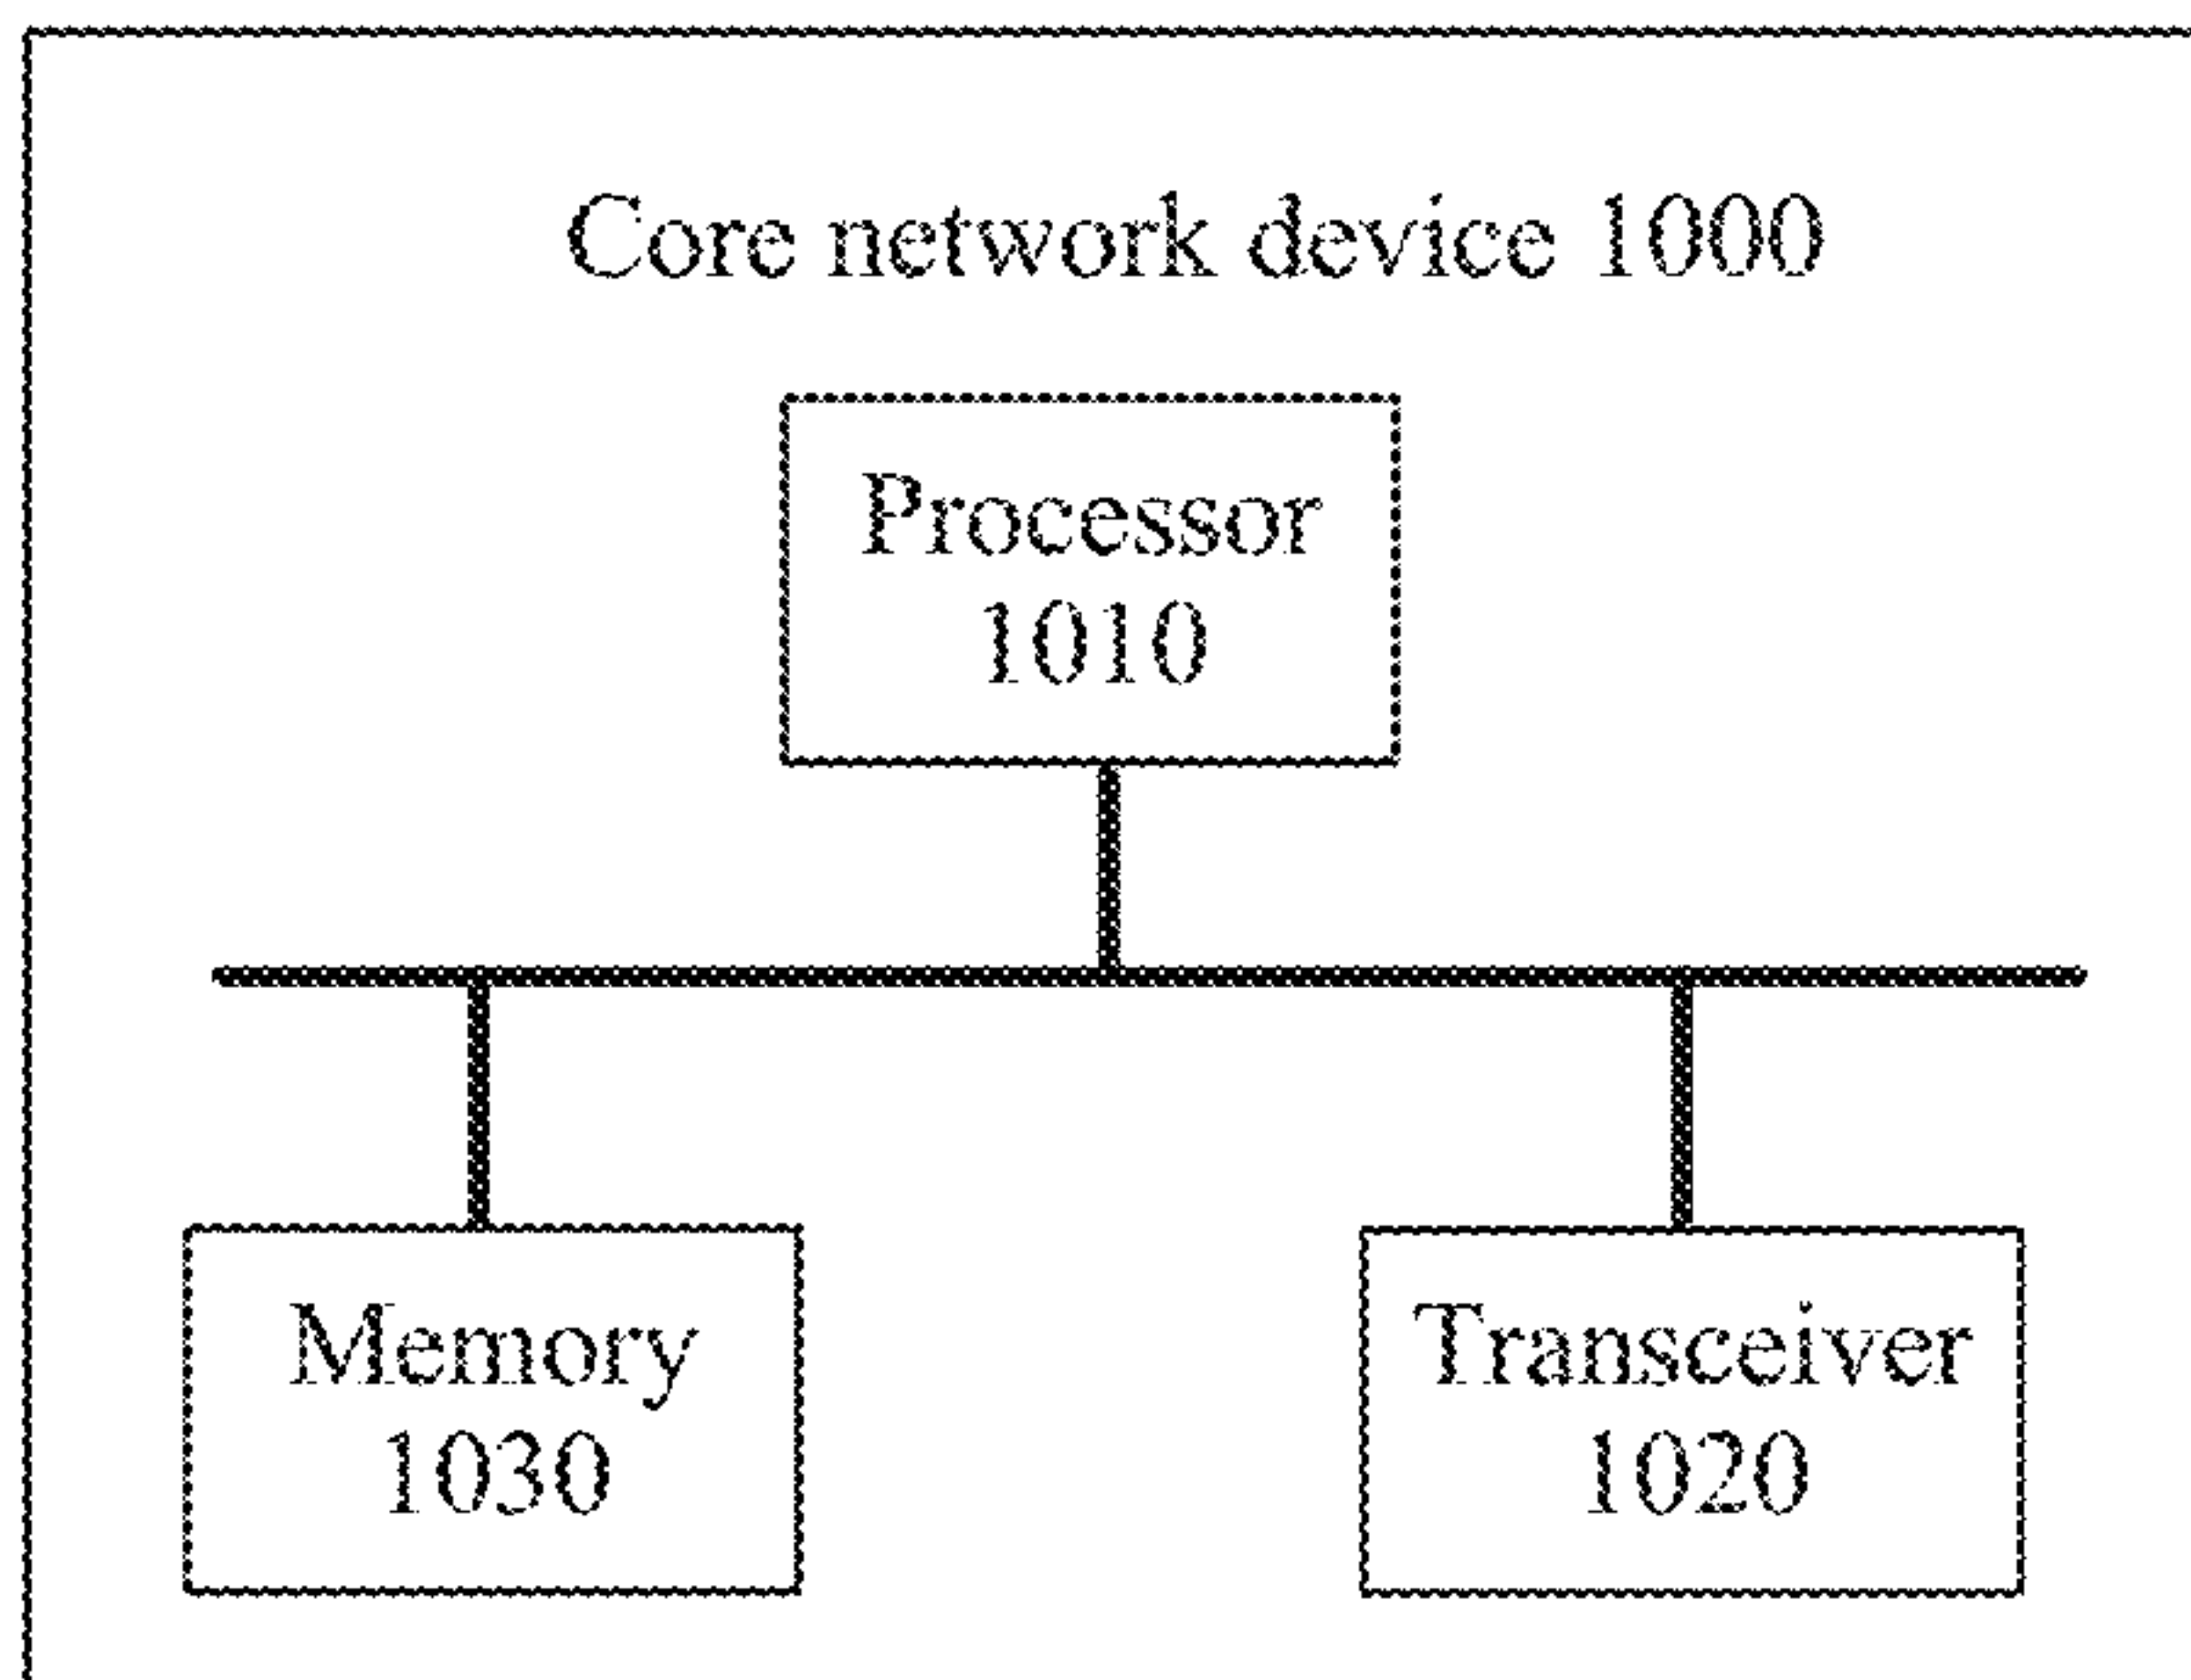 Core network device 1000
Processor
1010
Memory
1030
Transceiver
1020